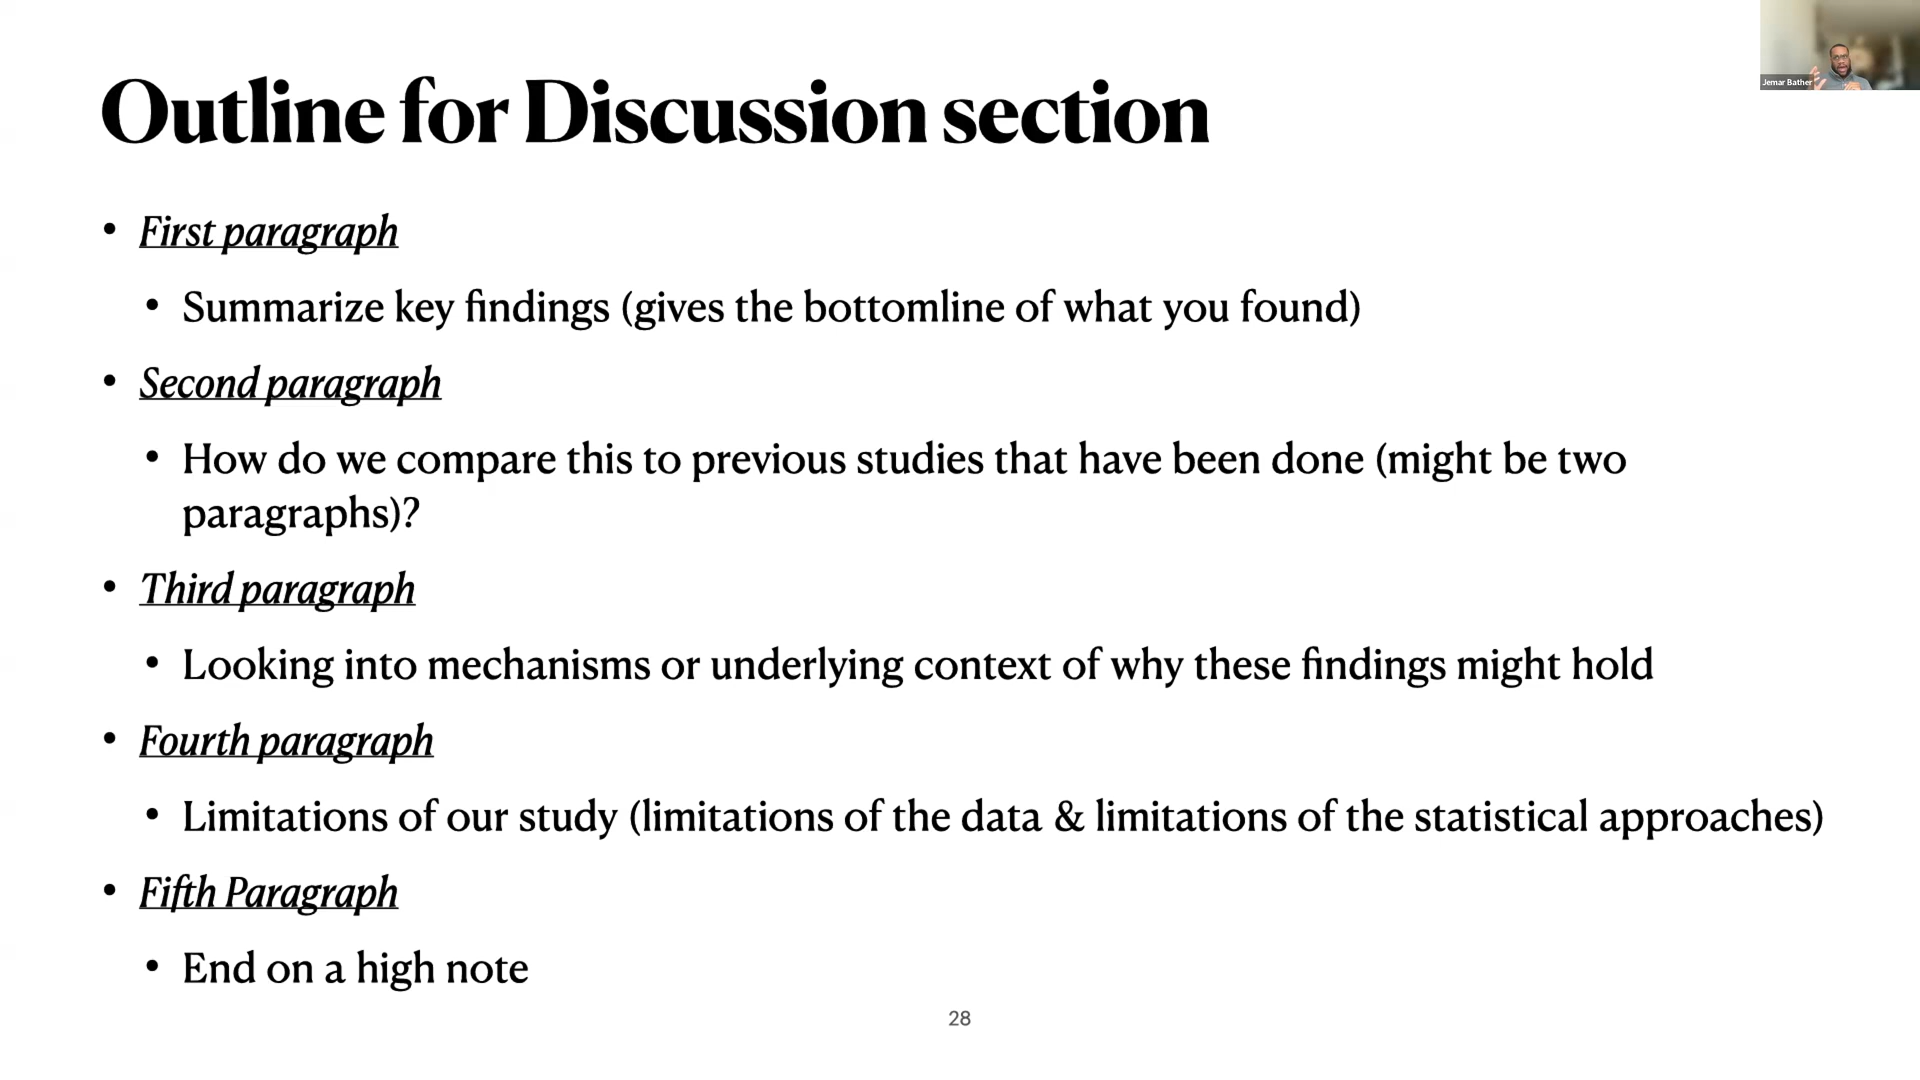 Jemar Bather
Outline for Discussion section
• First paragraph
• Summarize key findings (gives the bottomline of what you found)
• Second paragraph
• How do we compare this to previous studies that have been done (might be two
paragraphs)?
• Third paragraph
• Looking into mechanisms or underlying context of why these findings might hold
• Fourth paragraph
• Limitations of our study (limitations of the data & limitations of the statistical approaches)
• Fifth Paragraph
• End on a high note
28